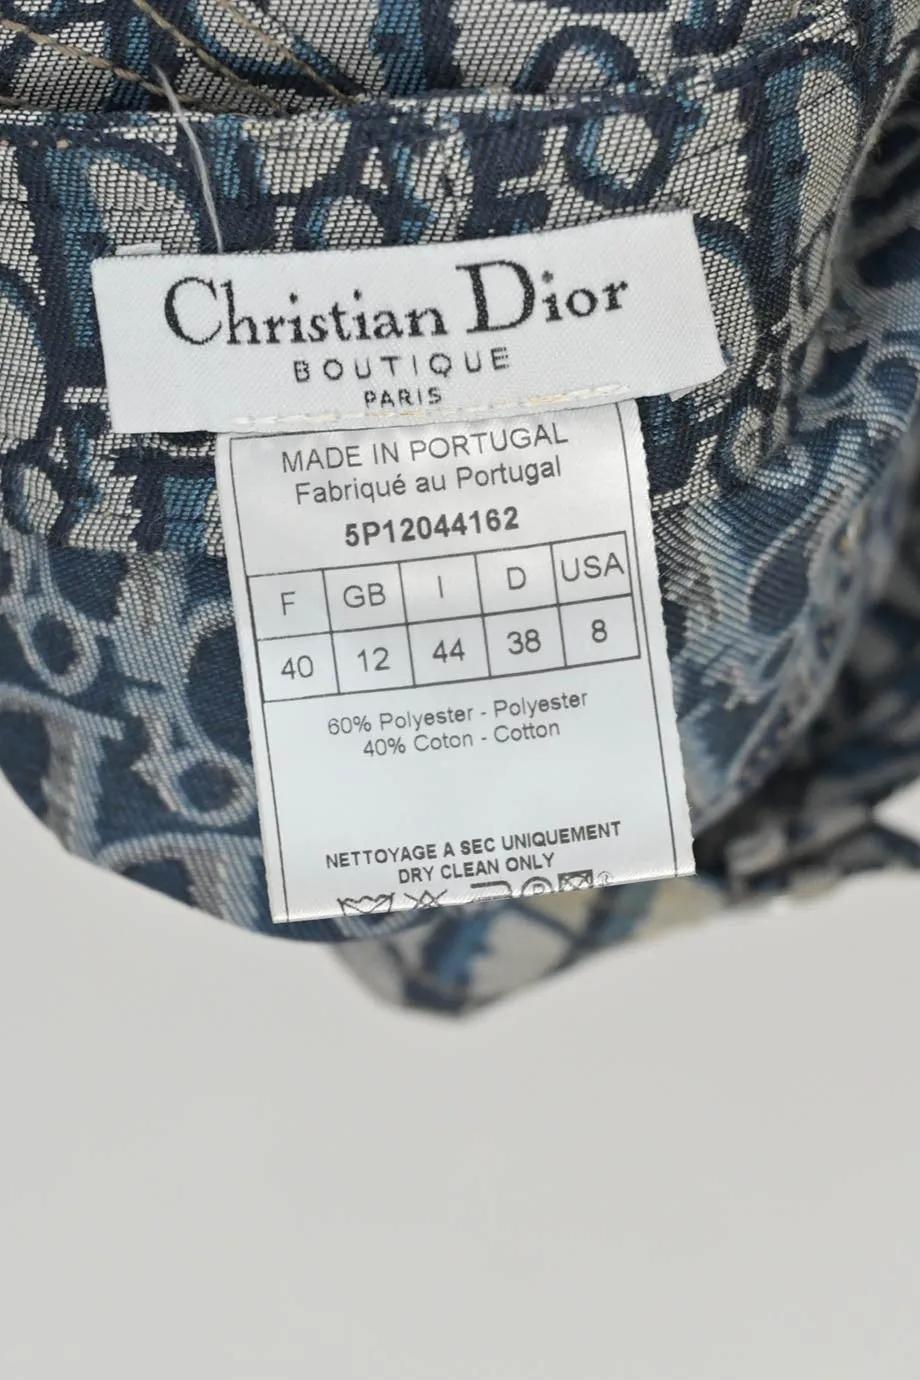 Christian Dior
BOUTIQUE
PARIS
MADE IN PORTUGAL
Fabriqué au Portugal
5P12044162
F GB I D USA
40 12 44 38 8
60% Polyester - Polyester
40% Coton - Cotton
NETTOYAGE A SEC UNIQUEMENT
DRY CLEAN ONLY